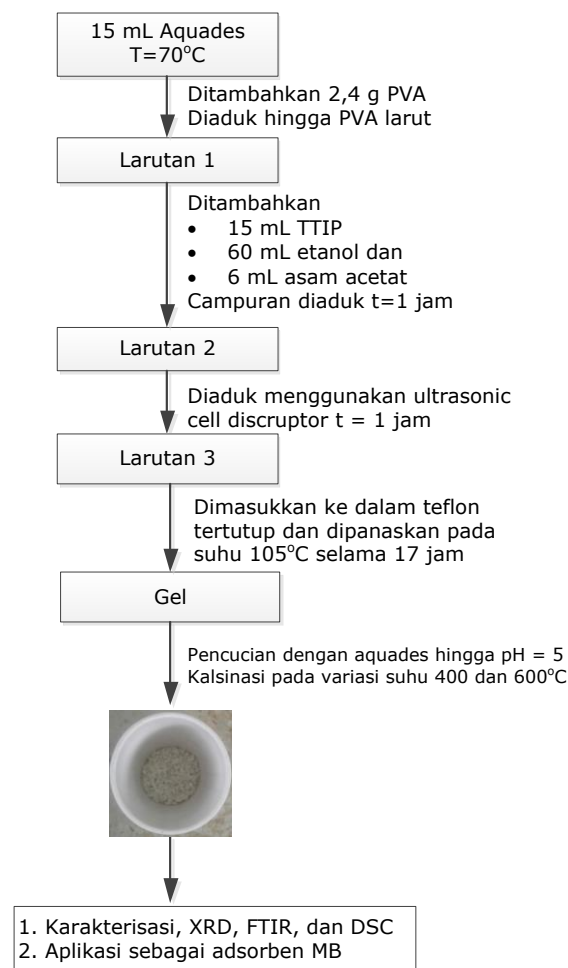 15 mL Aquades
T=70°C
Ditambahkan 2,4 g PVA
Diaduk hingga PVA larut
Larutan 1
Ditambahkan
• 15 mL TTIP
• 60 mL etanol dan
• 6 mL asam acetat
Campuran diaduk t=1 jam
Larutan 2
Diaduk menggunakan ultrasonic
cell discruptor t = 1 jam
Larutan 3
Dimasukkan ke dalam teflon
tertutup dan dipanaskan pada
suhu 105°C selama 17 jam
Gel
Pencucian dengan aquades hingga pH = 5
Kalsinasi pada variasi suhu 400 dan 600°C
1. Karakterisasi, XRD, FTIR, dan DSC
2. Aplikasi sebagai adsorben MB